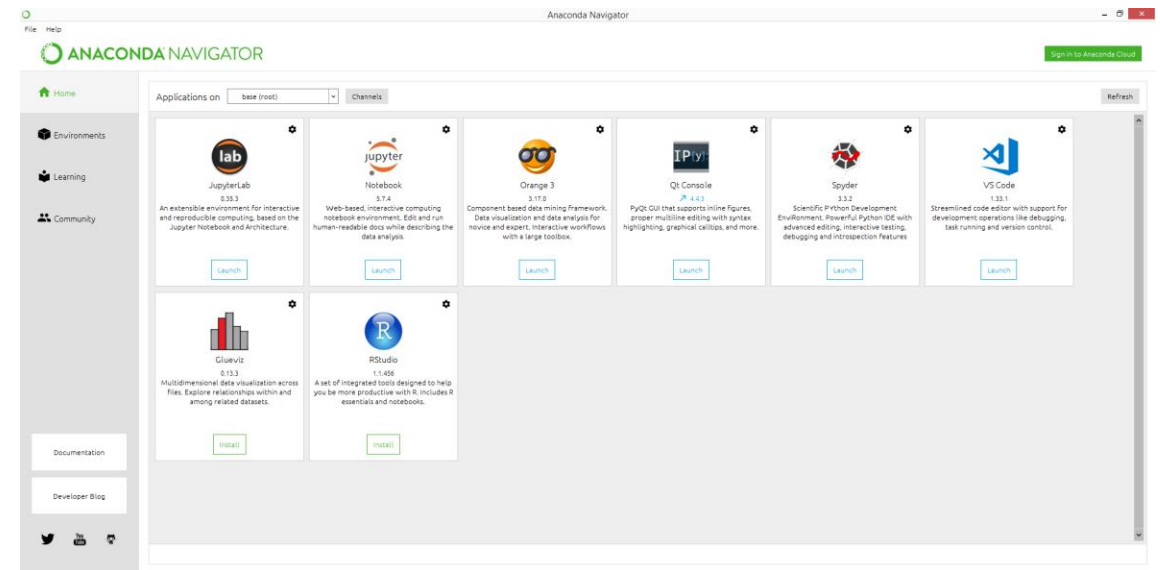 Anaconda Navigator
File Help
ANACONDA NAVIGATOR
Sign in to Anaconda Cloud
Home
Environments
Learning
Community
Documentation
Developer Blog
You Tube
Applications on base (root) Channels Refresh
lab
JupyterLab
0.35.3
An extensible environment for interactive
and reproducible computing, based on the
Jupyter Notebook and Architecture.
Launch
jupyter
Notebook
5.7.4
Web-based, interactive computing
notebook environment. Edit and run
human-readable docs while describing the
data analysis.
Launch
Orange 3
3.17.0
Component based data mining framework.
Data visualization and data analysis for
novice and expert. Interactive workflows
with a large toolbox.
Launch
IP[y]:
Qt Console
4.4.3
PyQt GUI that supports inline figures,
proper multiline editing with syntax
highlighting, graphical calltips, and more.
Launch
Spyder
3.3.2
Scientific PYthon Development
EnviRonment. Powerful Python IDE with
advanced editing, interactive testing,
debugging and introspection features
Launch
VS Code
1.33.1
Streamlined code editor with support for
development operations like debugging,
task running and version control.
Launch
Glueviz
0.13.3
Multidimensional data visualization across
files. Explore relationships within and
among related datasets.
Install
R
RStudio
1.1.456
A set of integrated tools designed to help
you be more productive with R. Includes R
essentials and notebooks.
Install